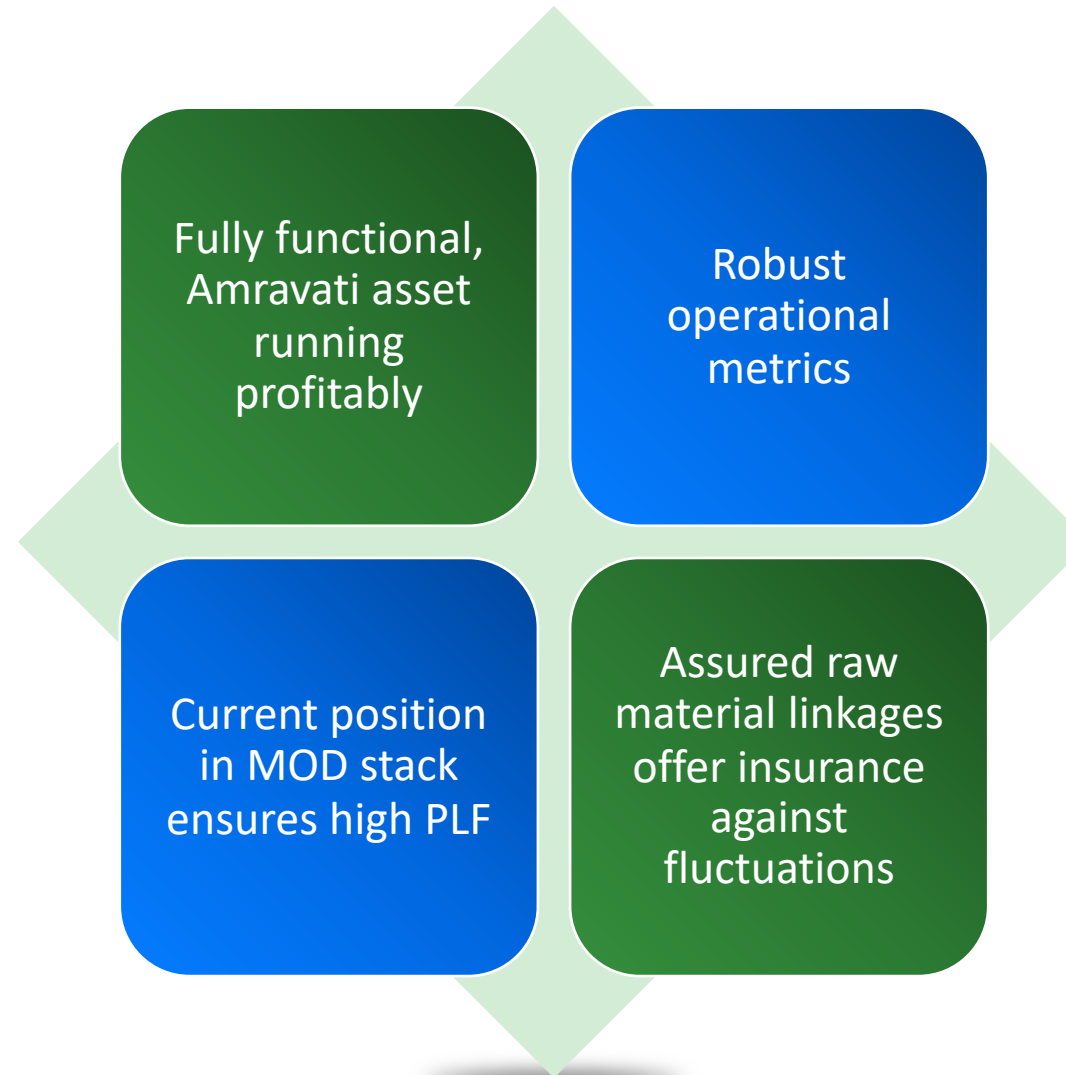 Fully functional,
Amravati asset
running
profitably
Robust
operational
metrics
Current position
in MOD stack
ensures high PLF
Assured raw
material linkages
offer insurance
against
fluctuations